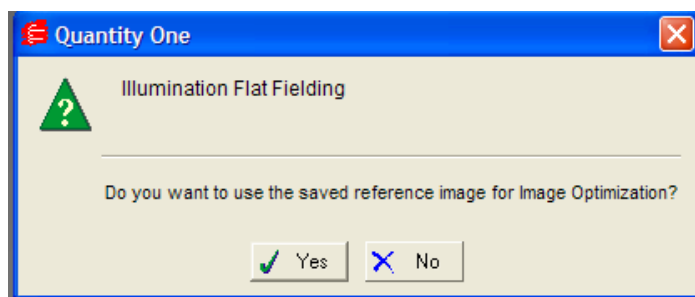 Quantity One
Illumination Flat Fielding
Do you want to use the saved reference image for Image Optimization?
Yes No